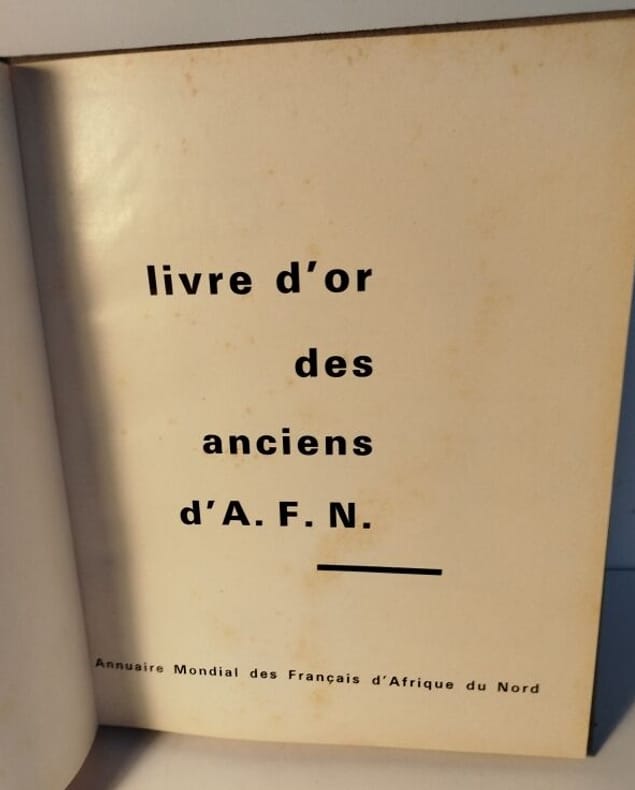 livre d'or
des
anciens
d'A. F. N.
Annuaire Mondial des Français d'Afrique du Nord